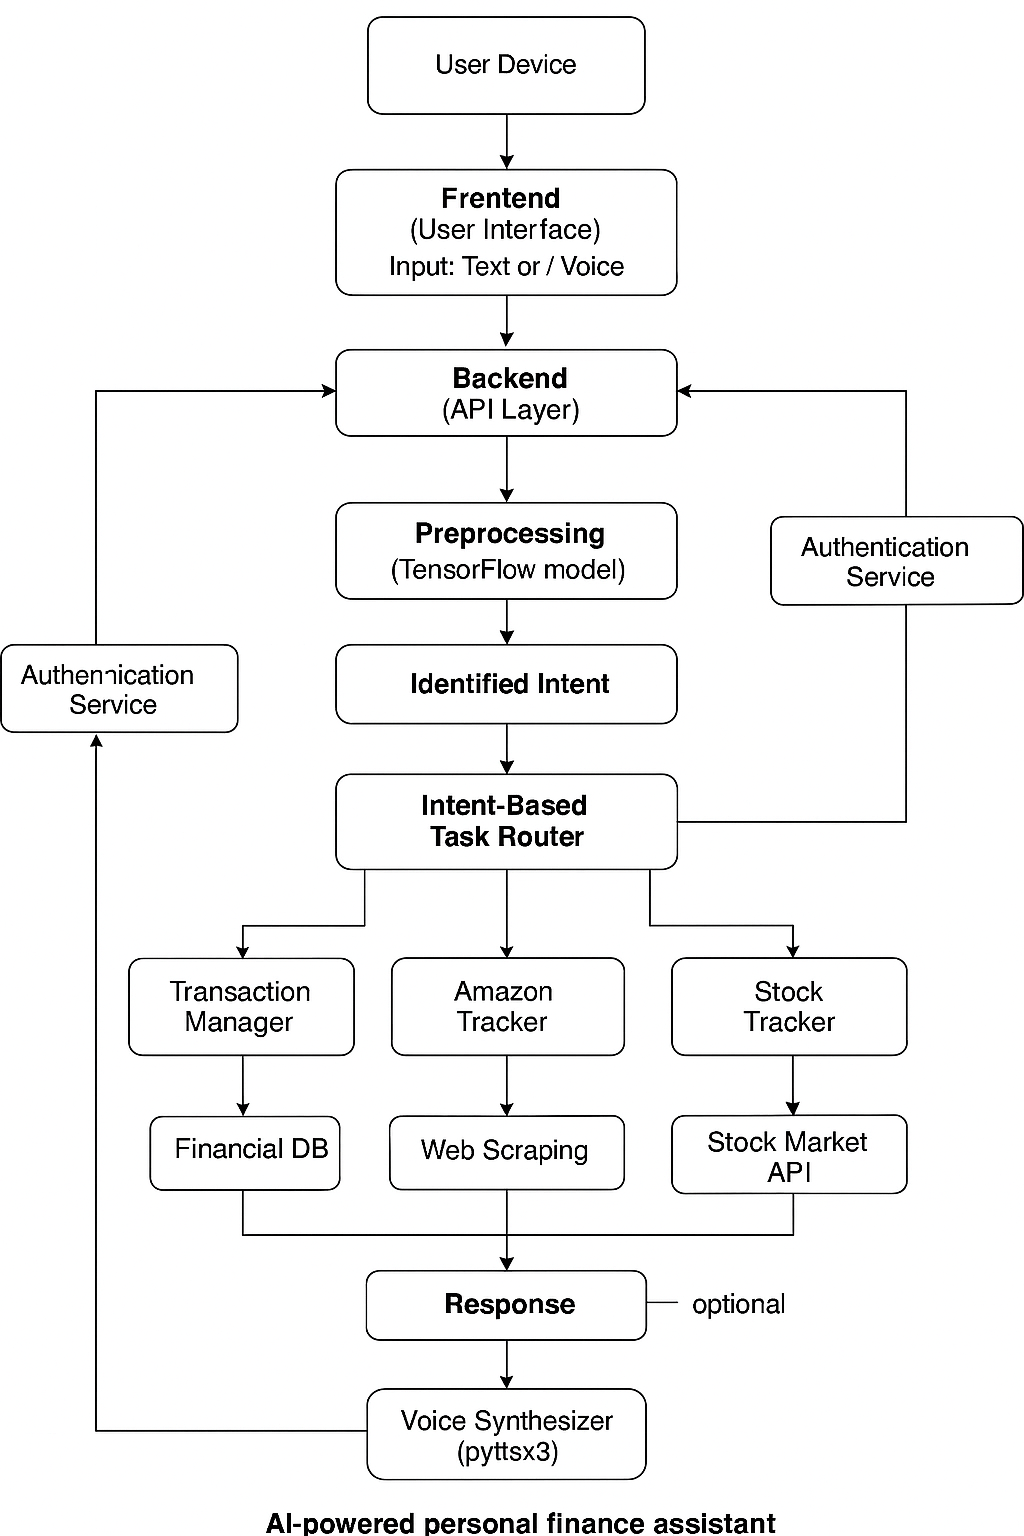 User Device
Frentend
(User Interface)
Input: Text or / Voice
Backend
(API Layer)
Preprocessing
(TensorFlow model)
Authentication
Service
Identified Intent
Authennication
Service
Intent-Based
Task Router
Transaction
Manager
Amazon
Tracker
Stock
Tracker
Financial DB
Web Scraping
Stock Market
API
Response
optional
Voice Synthesizer
(pyttsx3)
AI-powered personal finance assistant